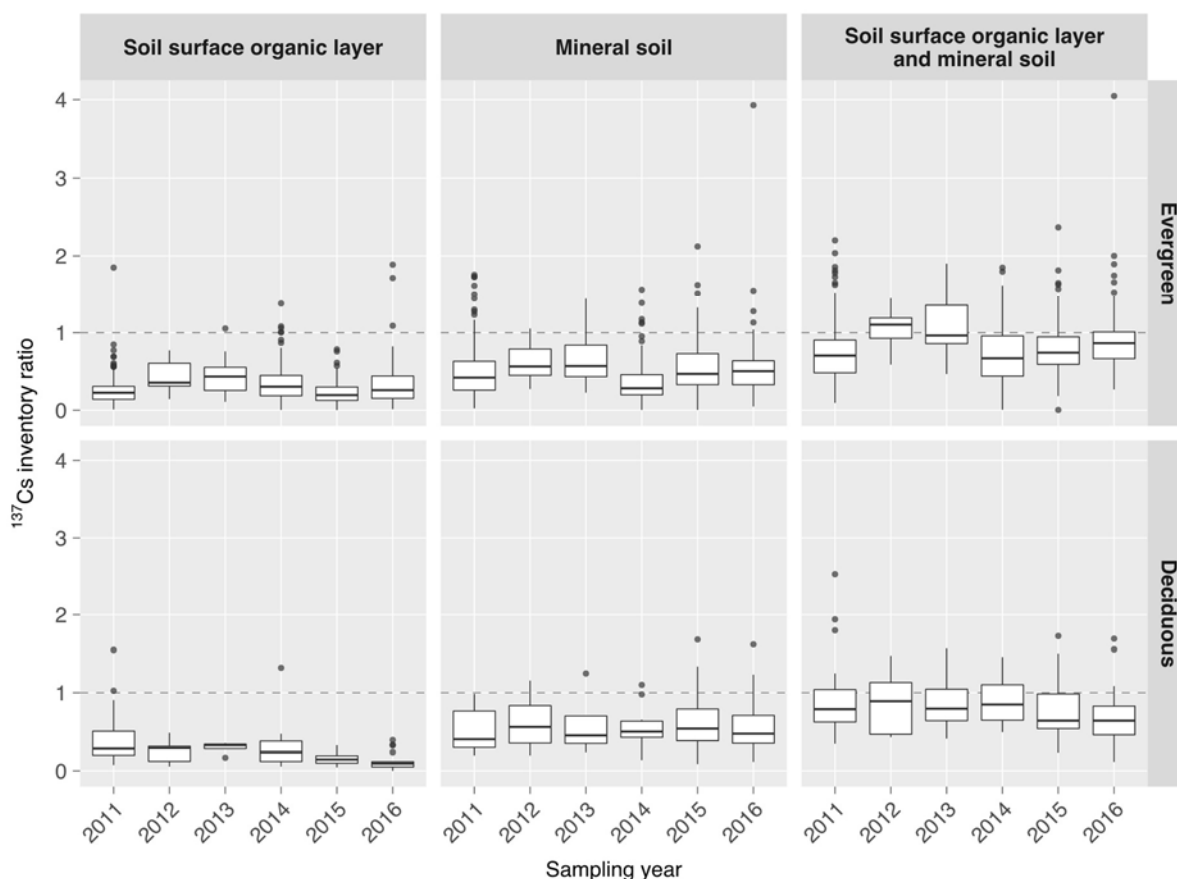 Soil surface organic layer
Mineral soil
Soil surface organic layer
and mineral soil
4
3
2
1
0
Evergreen
¹³⁷Cs inventory ratio
4
3
2
1
0
Deciduous
2011 2012 2013 2014 2015 2016
2011 2012 2013 2014 2015 2016
2011 2012 2013 2014 2015 2016
Sampling year